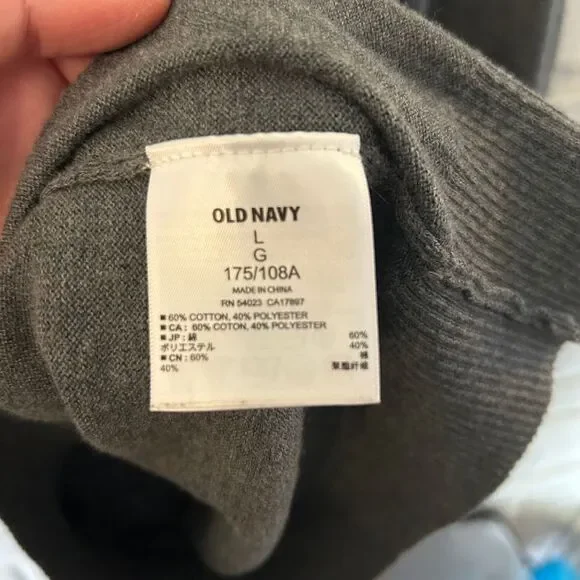 OLD NAVY
L
G
175/108A
MADE IN CHINA
RN 54023 CA17897
■ 60% COTTON, 40% POLYESTER
■ CA: 60% COTON, 40% POLYESTER
■ JP: 綿 60%
ポリエステル 40%
■ CN: 60% 棉
40% 聚酯纤维